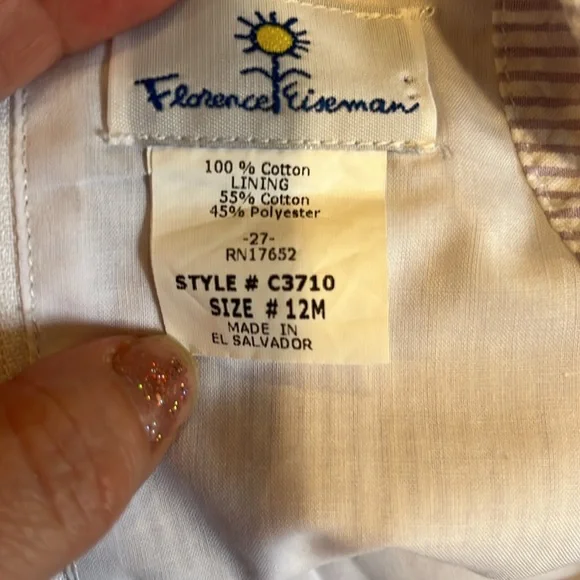 Florence Eiseman
100 % Cotton
LINING
55% Cotton
45% Polyester
-27-
RN17652
STYLE # C3710
SIZE # 12M
MADE IN
EL SALVADOR